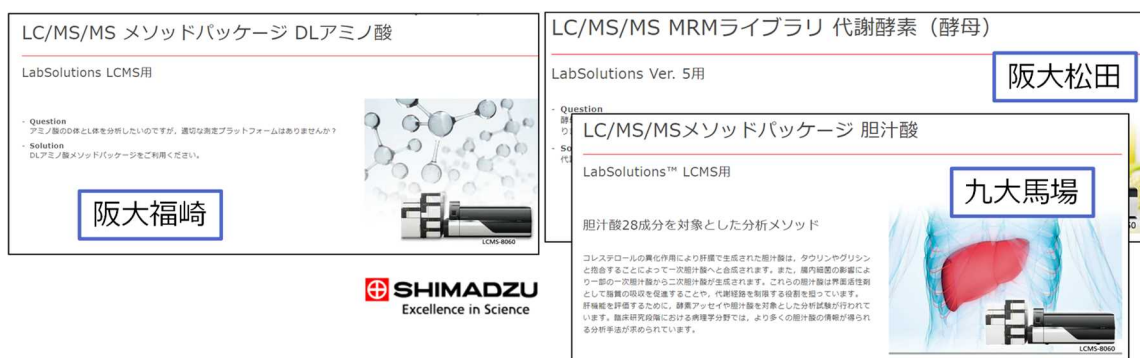 LC/MS/MS メソッドパッケージ DLアミノ酸
LabSolutions LCMS用
- Question
アミノ酸のD体とL体を分析したいのですが，適切な測定プラットフォームはありませんか？
- Solution
DLアミノ酸メソッドパッケージをご利用ください。
阪大福崎
LCMS-8060
SHIMADZU
Excellence in Science
LC/MS/MS MRMライブラリ 代謝酵素（酵母）
LabSolutions Ver. 5用
阪大松田
- Question
LC/MS/MSメソッドパッケージ 胆汁酸
LabSolutions™ LCMS用
九大馬場
胆汁酸28成分を対象とした分析メソッド
コレステロールの異化作用により肝臓で生成された胆汁酸は，タウリンやグリシン
と抱合することによって一次胆汁酸へと合成されます。また，腸内細菌の影響によ
り一部の一次胆汁酸から二次胆汁酸が生成されます。これらの胆汁酸は界面活性剤
として脂質の吸収を促進することや，代謝経路を制限する役割を担っています。
肝機能を評価するために，酵素アッセイや胆汁酸を対象とした分析試験が行われて
います。臨床研究段階における病理学分野では，より多くの胆汁酸の情報が得られ
る分析手法が求められています。
LCMS-8060